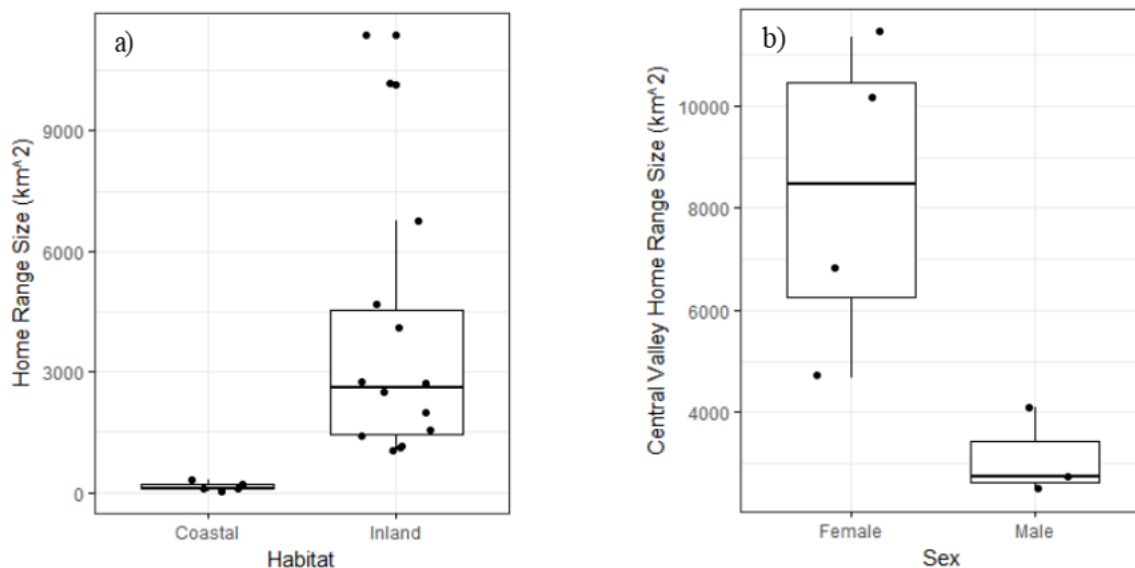 a)
Home Range Size (km^2)
9000
6000
3000
0
Coastal Inland
Habitat
b)
Central Valley Home Range Size (km^2)
10000
8000
6000
4000
Female Male
Sex